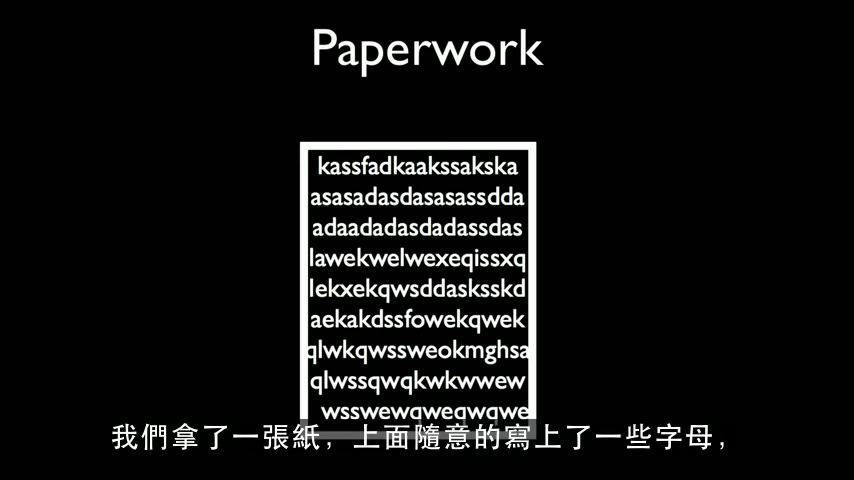 Paperwork
kassfadkaakssakska
asasadasdasasassdda
adaadadasdadassdas
lawekwelwexeqissxq
lekxekqwsddasksskd
aekakdssfowekqwek
qlwkqwssweokmghsa
qlwssqwqkwkwwew
wsswewqweqwqwe
我們拿了一張紙，上面隨意的寫上了一些字母，